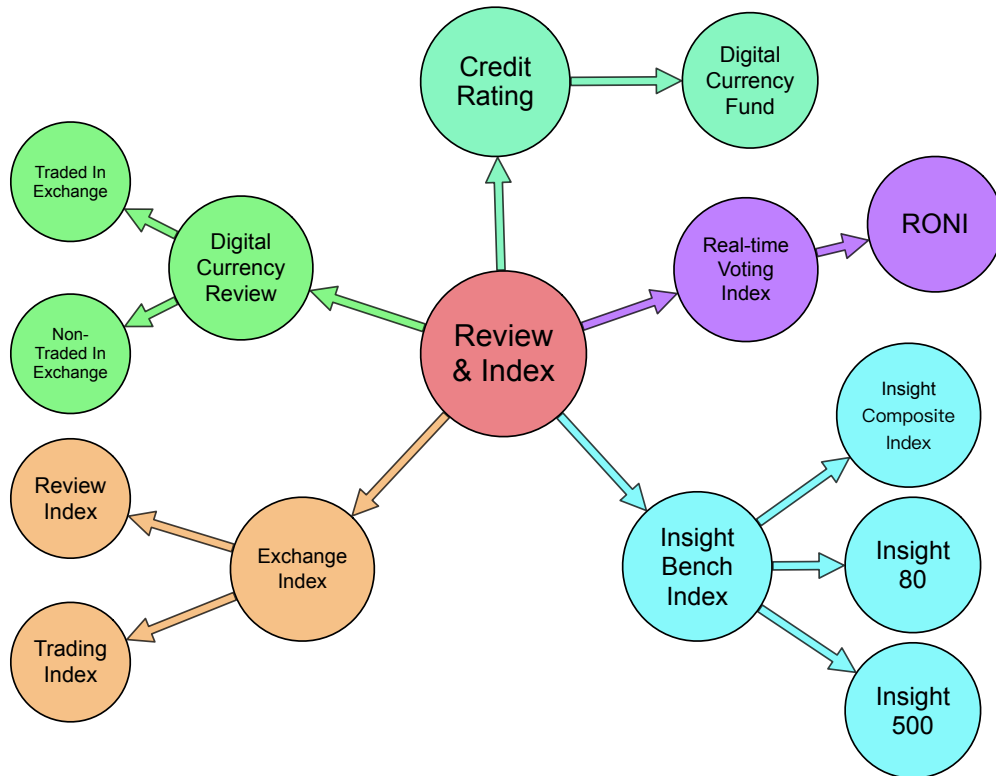 Credit
Rating
Digital
Currency
Fund
Traded In
Exchange
Digital
Currency
Review
Non-
Traded In
Exchange
Real-time
Voting
Index
RONI
Review
& Index
Insight
Composite
Index
Review
Index
Exchange
Index
Trading
Index
Insight
Bench
Index
Insight
80
Insight
500